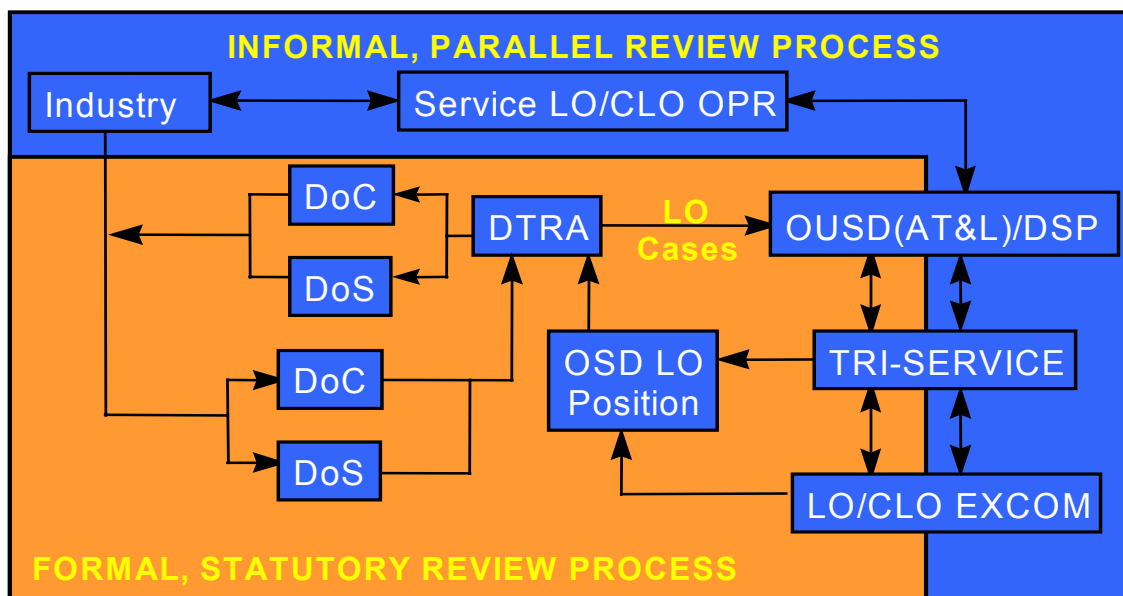 INFORMAL, PARALLEL REVIEW PROCESS
Industry
Service LO/CLO OPR
DoC
DTRA
LO
Cases
OUSD(AT&L)/DSP
DoS
DoC
OSD LO
Position
TRI-SERVICE
DoS
LO/CLO EXCOM
FORMAL, STATUTORY REVIEW PROCESS